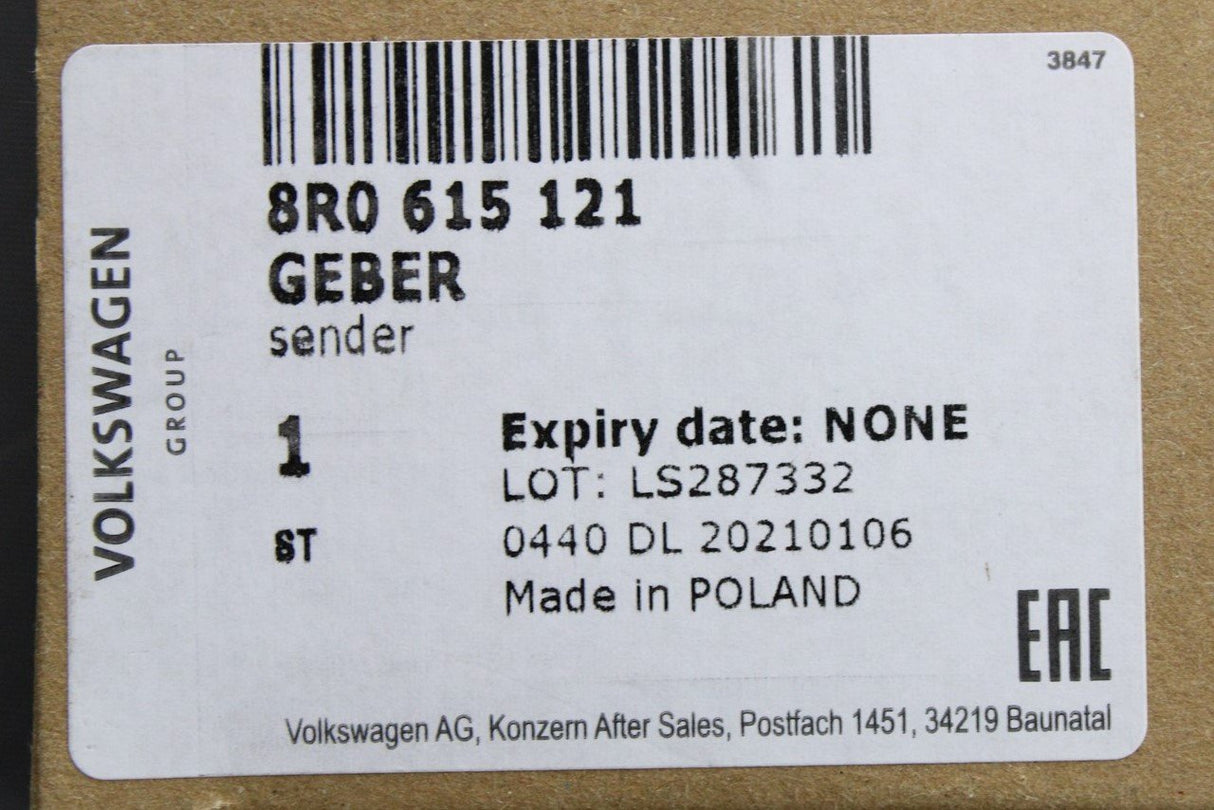 3847
8R0 615 121
GEBER
sender
1
ST
Expiry date: NONE
LOT: LS287332
0440 DL 20210106
Made in POLAND
EAC
Volkswagen AG, Konzern After Sales, Postfach 1451, 34219 Baunatal
VOLKSWAGEN
GROUP